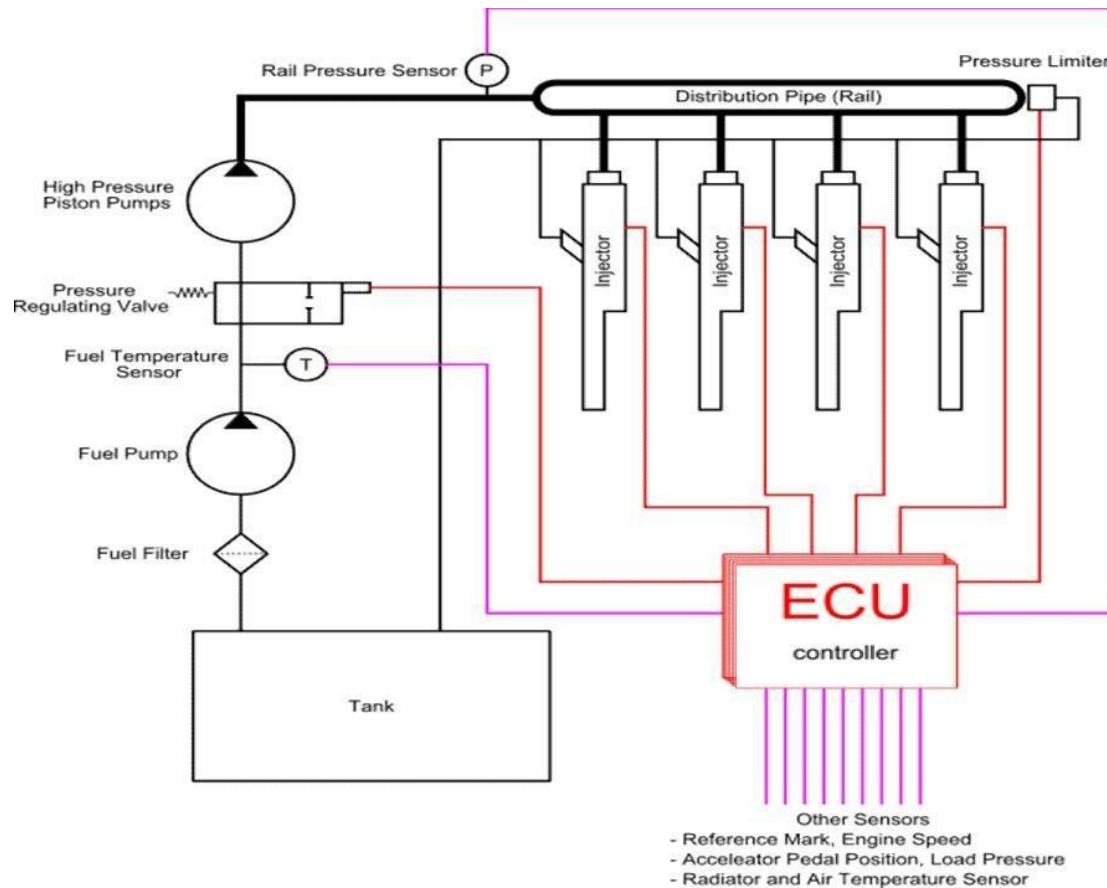 Pressure Limiter
Rail Pressure Sensor
P
Distribution Pipe (Rail)
High Pressure
Piston Pumps
Injector
Injector
Injector
Injector
Pressure
Regulating Valve
Fuel Temperature
Sensor
T
Fuel Pump
Fuel Filter
ECU
controller
Tank
Other Sensors
- Reference Mark, Engine Speed
- Acceleator Pedal Position, Load Pressure
- Radiator and Air Temperature Sensor